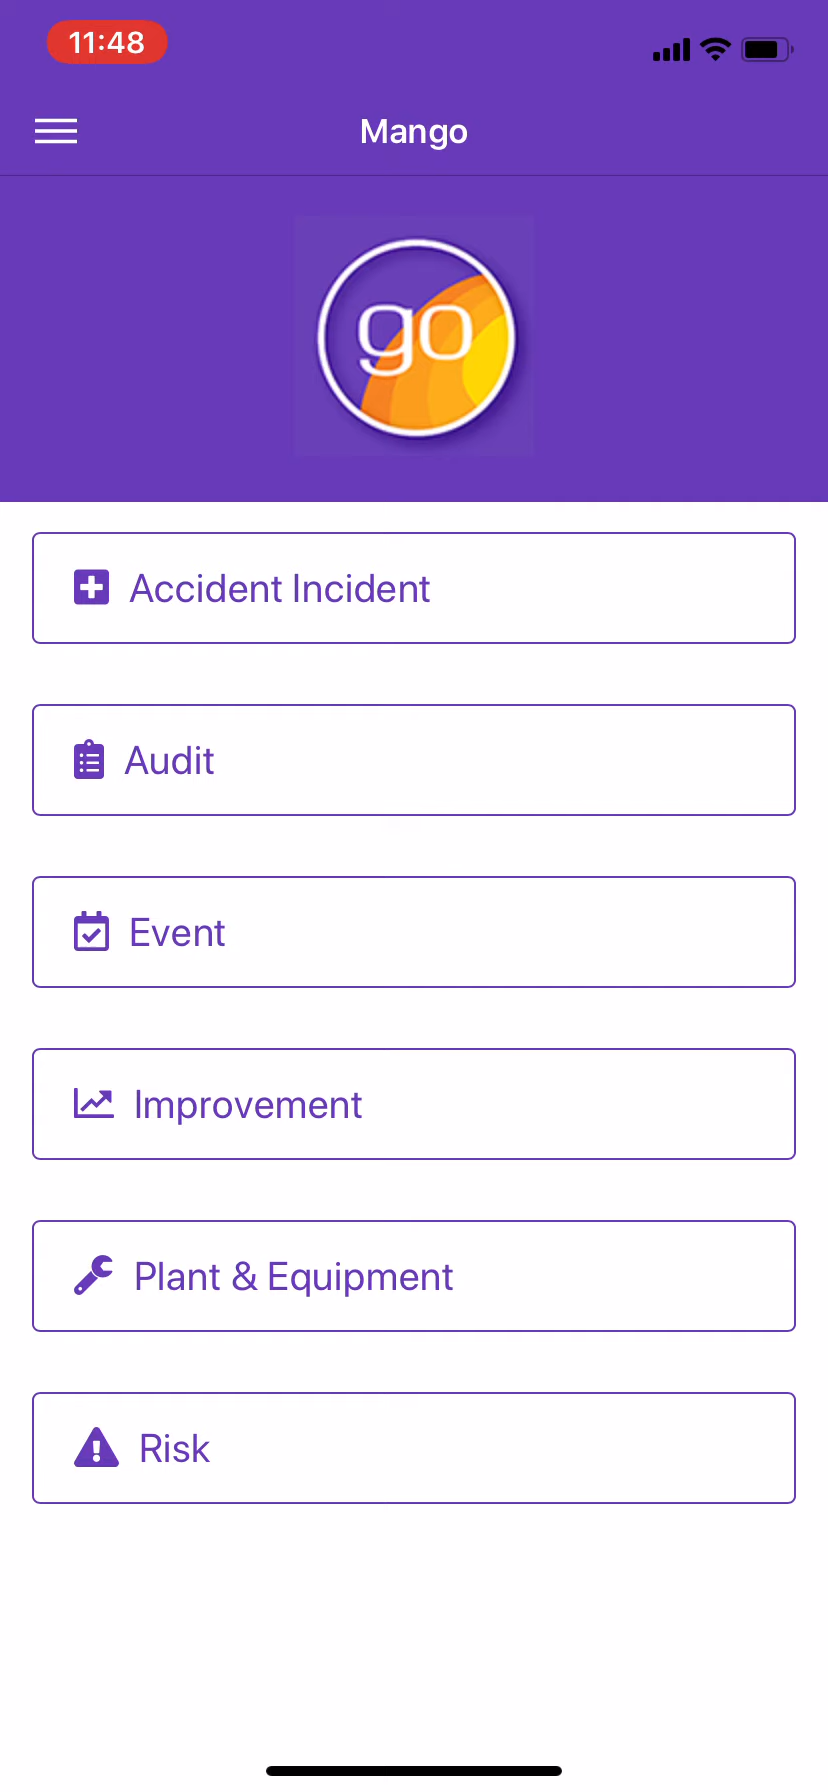 11:48
Mango
go
Accident Incident
Audit
Event
Improvement
Plant & Equipment
Risk